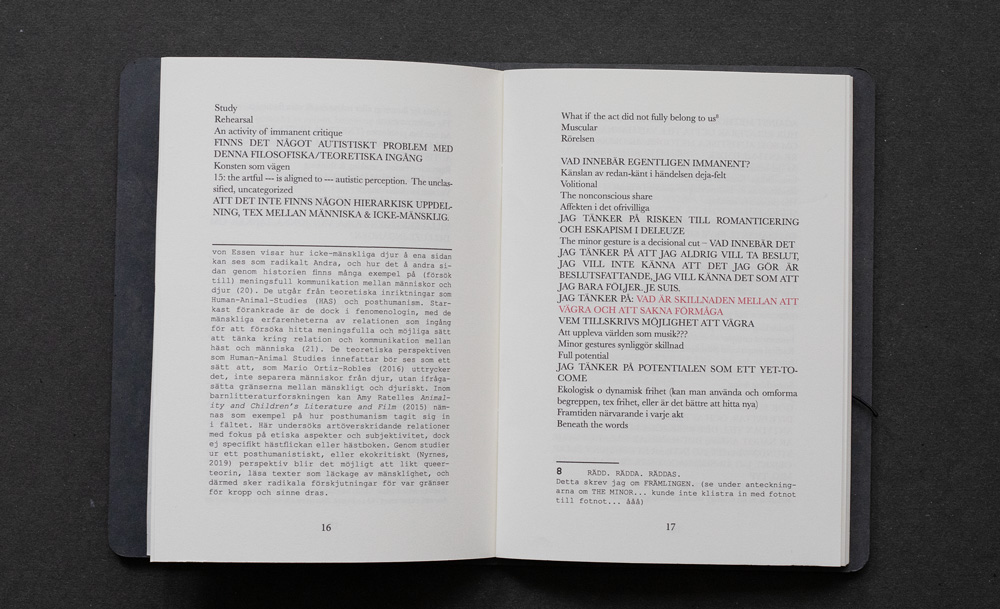 Study
Rehearsal
An activity of immanent critique
FINNS DET NÅGOT AUTISTISKT PROBLEM MED
DENNA FILOSOFISKA/TEORETISKA INGÅNG
Konsten som vägen
15: the artful --- is aligned to --- autistic perception. The unclas-
sified, uncategorized
ATT DET INTE FINNS NÅGON HIERARKISK UPPDEL-
NING, TEX MELLAN MÄNNISKA & ICKE-MÄNSKLIG.
von Essen visar hur icke-mänskliga djur å ena sidan
kan ses som radikalt Andra, och hur det å andra si-
dan genom historien finns många exempel på (försök
till) meningsfull kommunikation mellan människor och
djur (20). De utgår från teoretiska inriktningar som
Human-Animal-Studies (HAS) och posthumanism. Star-
kast förankrade är de dock i fenomenologin, med de
mänskliga erfarenheterna av relationen som ingång
för att försöka hitta meningsfulla och möjliga sätt
att tänka kring relation och kommunikation mellan
häst och människa (21). De teoretiska perspektiven
som Human-Animal Studies innefattar bör ses som ett
sätt att, som Mario Ortiz-Robles (2016) uttrycker
det, inte separera människor från djur, utan ifråga-
sätta gränserna mellan mänskligt och djuriskt. Inom
barnlitteraturforskningen kan Amy Ratelles Animal-
ity and Children's Literature and Film (2015) näm-
nas som exempel på hur posthumanism tagit sig in
i fältet. Här undersöks artöverskridande relationer
med fokus på etiska aspekter och subjektivitet, dock
ej specifikt hästflickan eller hästboken. Genom studier
ur ett posthumanistiskt, eller ekokritiskt (Nyrnes,
2019) perspektiv blir det möjligt att likt queer-
teorin, läsa texter som läckage av mänsklighet, och
därmed sker radikala förskjutningar för var gränser
för kropp och sinne dras.
16
What if the act did not fully belong to us⁸
Muscular
Rörelsen
VAD INNEBÄR EGENTLIGEN IMMANENT?
Känslan av redan-känt i händelsen deja-felt
Volitional
The nonconscious share
Affekten i det ofrivilliga
JAG TÄNKER PÅ RISKEN TILL ROMANTICERING
OCH ESKAPISM I DELEUZE
The minor gesture is a decisional cut – VAD INNEBÄR DET
JAG TÄNKER PÅ ATT JAG ALDRIG VILL TA BESLUT,
JAG VILL INTE KÄNNA ATT DET JAG GÖR ÄR
BESLUTSFATTANDE, JAG VILL KÄNNA DET SOM ATT
JAG BARA FÖLJER. JE SUIS.
JAG TÄNKER PÅ: VAD ÄR SKILLNADEN MELLAN ATT
VÄGRA OCH ATT SAKNA FÖRMÅGA
VEM TILLSKRIVS MÖJLIGHET ATT VÄGRA
Att uppleva världen som musik???
Minor gestures synliggör skillnad
Full potential
JAG TÄNKER PÅ POTENTIALEN SOM ETT YET-TO-
COME
Ekologisk o dynamisk frihet (kan man använda och omforma
begreppen, tex frihet, eller är det bättre att hitta nya)
Framtiden närvarande i varje akt
Beneath the words
8 RÄDD. RÄDDA. RÄDDAS.
Detta skrev jag om FRÄMLINGEN. (se under anteckning-
arna om THE MINOR... kunde inte klistra in med fotnot
till fotnot... ååå)
17